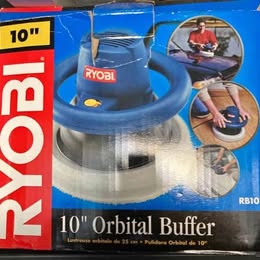 10"
RYOBI
RYOBI
RB10
10" Orbital Buffer
Lustreuse orbitale de 25 cm • Pulidora Orbital de 10"